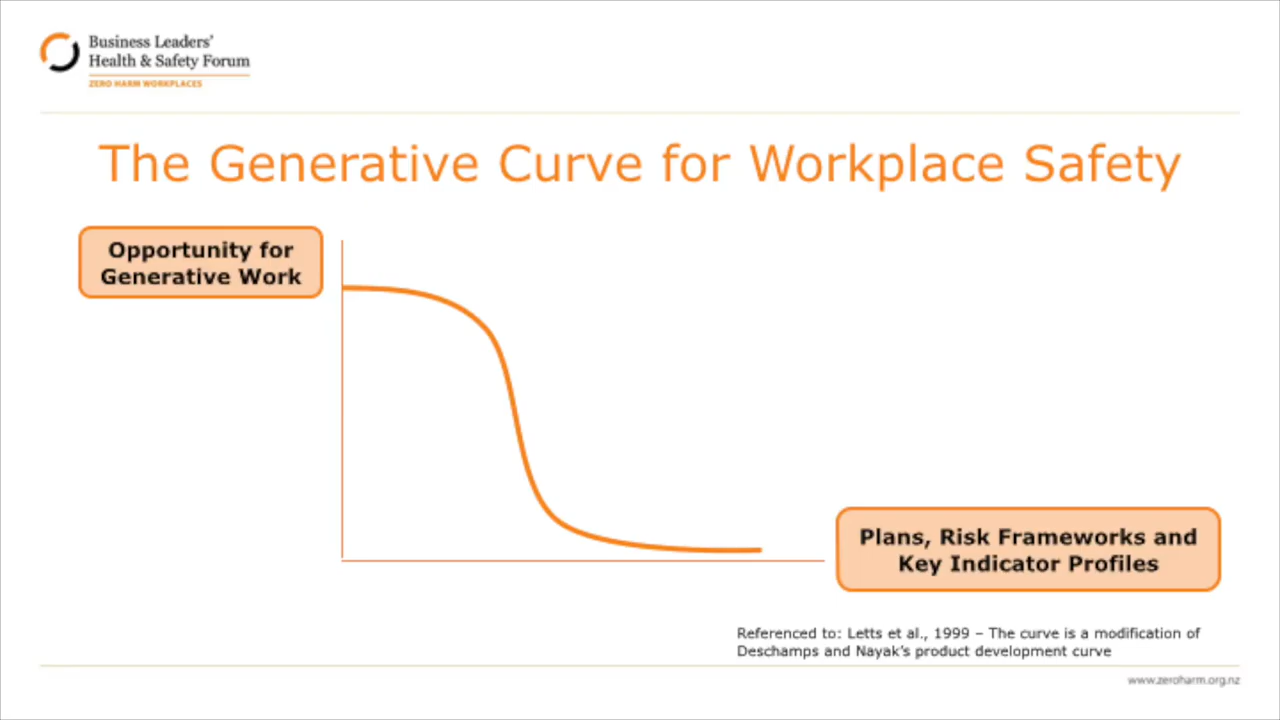 Business Leaders'
Health & Safety Forum
ZERO HARM WORKPLACES
The Generative Curve for Workplace Safety
Opportunity for
Generative Work
Plans, Risk Frameworks and
Key Indicator Profiles
Referenced to: Letts et al., 1999 – The curve is a modification of
Deschamps and Nayak's product development curve
www.zeroharm.org.nz